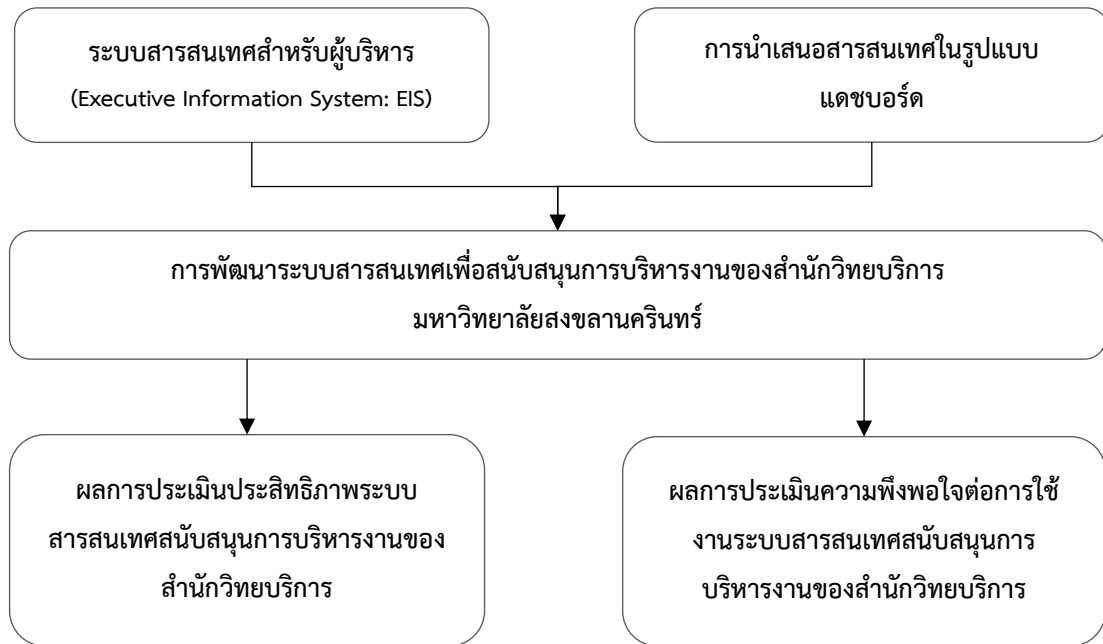 ระบบสารสนเทศสำหรับผู้บริหาร
(Executive Information System: EIS)
การนำเสนอสารสนเทศในรูปแบบ
แดชบอร์ด
การพัฒนาระบบสารสนเทศเพื่อสนับสนุนการบริหารงานของสำนักวิทยบริการ
มหาวิทยาลัยสงขลานครินทร์
ผลการประเมินประสิทธิภาพระบบ
สารสนเทศสนับสนุนการบริหารงานของ
สำนักวิทยบริการ
ผลการประเมินความพึงพอใจต่อการใช้
งานระบบสารสนเทศสนับสนุนการ
บริหารงานของสำนักวิทยบริการ